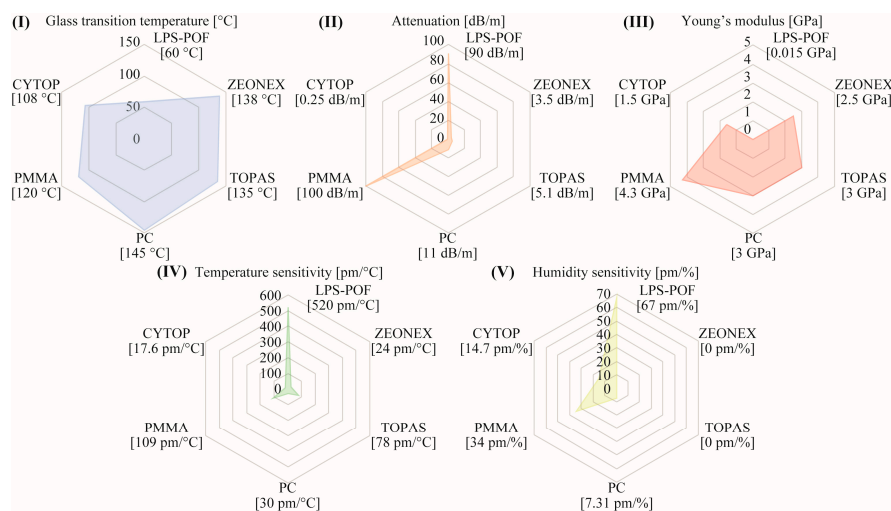 (I) Glass transition temperature [°C]
150
LPS-POF
[60 °C]
100
50
0
CYTOP
[108 °C]
ZEONEX
[138 °C]
PMMA
[120 °C]
TOPAS
[135 °C]
PC
[145 °C]
(II) Attenuation [dB/m]
100
LPS-POF
[90 dB/m]
80
60
40
20
0
CYTOP
[0.25 dB/m]
ZEONEX
[3.5 dB/m]
PMMA
[100 dB/m]
TOPAS
[5.1 dB/m]
PC
[11 dB/m]
(III) Young's modulus [GPa]
5
LPS-POF
[0.015 GPa]
4
3
2
1
0
CYTOP
[1.5 GPa]
ZEONEX
[2.5 GPa]
PMMA
[4.3 GPa]
TOPAS
[3 GPa]
PC
[3 GPa]
(IV) Temperature sensitivity [pm/°C]
600
LPS-POF
[520 pm/°C]
500
400
300
200
100
0
CYTOP
[17.6 pm/°C]
ZEONEX
[24 pm/°C]
PMMA
[109 pm/°C]
TOPAS
[78 pm/°C]
PC
[30 pm/°C]
(V) Humidity sensitivity [pm/%]
70
LPS-POF
[67 pm/%]
60
50
40
30
20
10
0
CYTOP
[14.7 pm/%]
ZEONEX
[0 pm/%]
PMMA
[34 pm/%]
TOPAS
[0 pm/%]
PC
[7.31 pm/%]